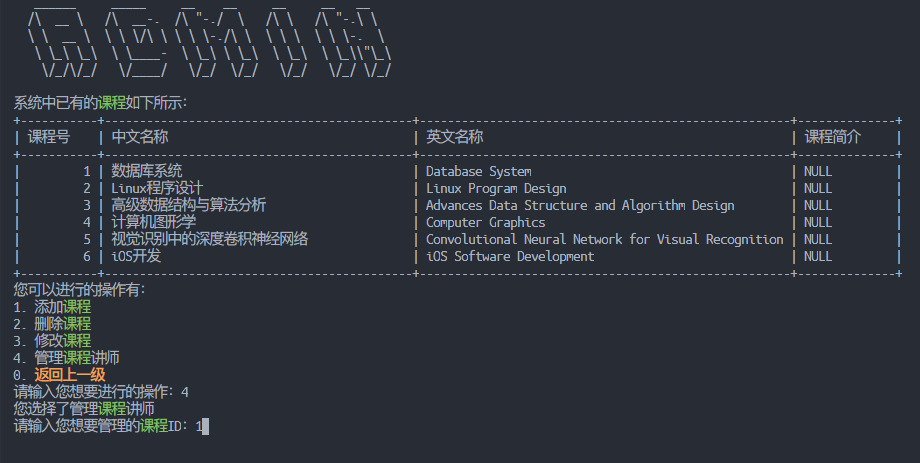 系统中已有的课程如下所示：
| 课程号 | 中文名称 | 英文名称 | 课程简介 |
| 1 | 数据库系统 | Database System | NULL |
| 2 | Linux程序设计 | Linux Program Design | NULL |
| 3 | 高级数据结构与算法分析 | Advances Data Structure and Algorithm Design | NULL |
| 4 | 计算机图形学 | Computer Graphics | NULL |
| 5 | 视觉识别中的深度卷积神经网络 | Convolutional Neural Network for Visual Recognition | NULL |
| 6 | iOS开发 | iOS Software Development | NULL |
您可以进行的操作有：
1. 添加课程
2. 删除课程
3. 修改课程
4. 管理课程讲师
0. 返回上一级
请输入您想要进行的操作：4
您选择了管理课程讲师
请输入您想要管理的课程ID：1